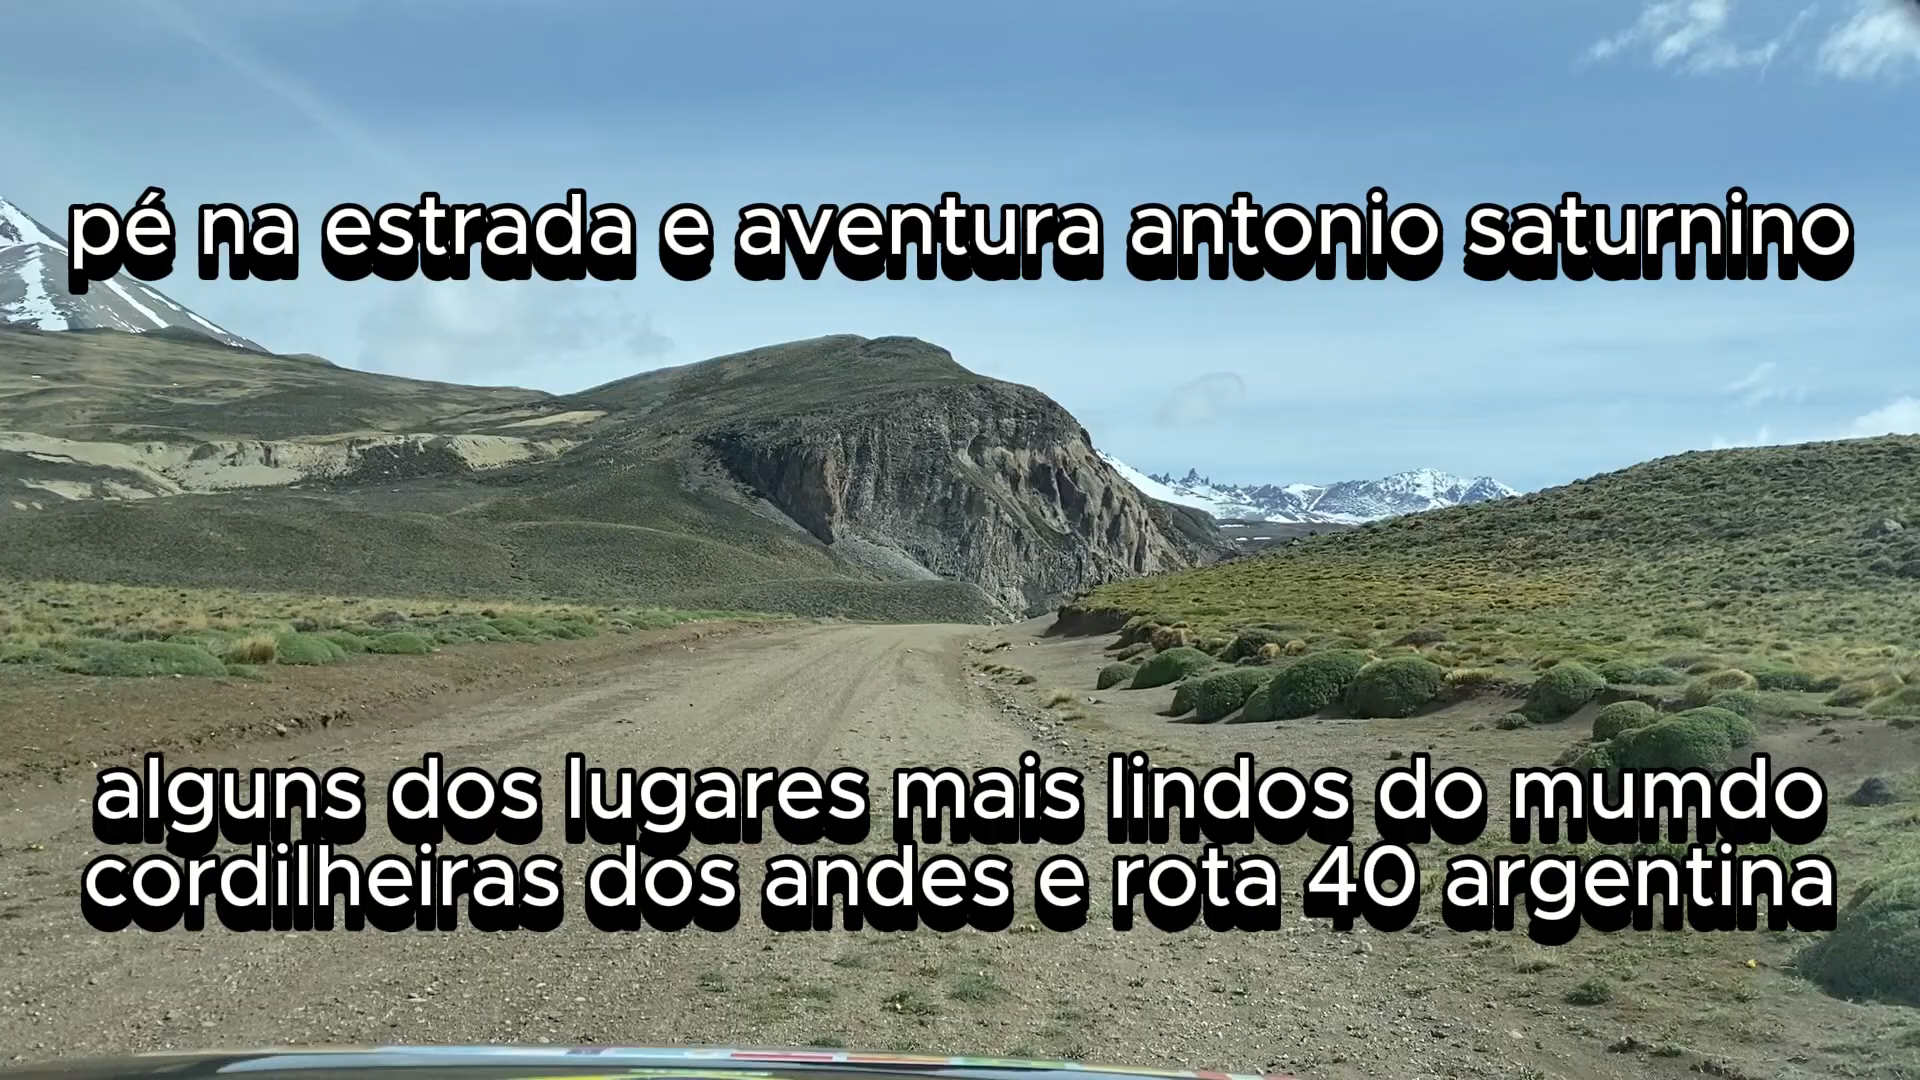 pé na estrada e aventura antonio saturnino
alguns dos lugares mais lindos do mumdo
cordilheiras dos andes e rota 40 argentina